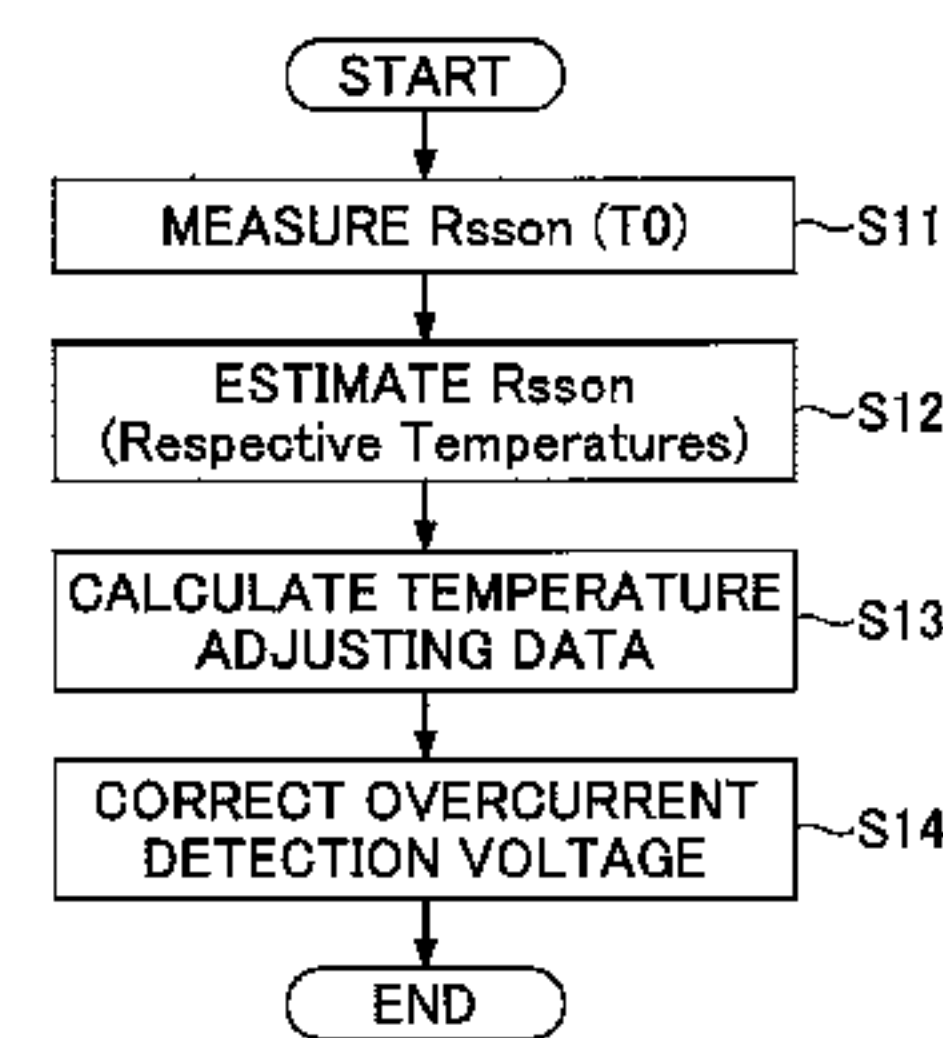 START
MEASURE Rsson (T0)
S11
ESTIMATE Rsson
(Respective Temperatures)
S12
CALCULATE TEMPERATURE
ADJUSTING DATA
S13
CORRECT OVERCURRENT
DETECTION VOLTAGE
S14
END